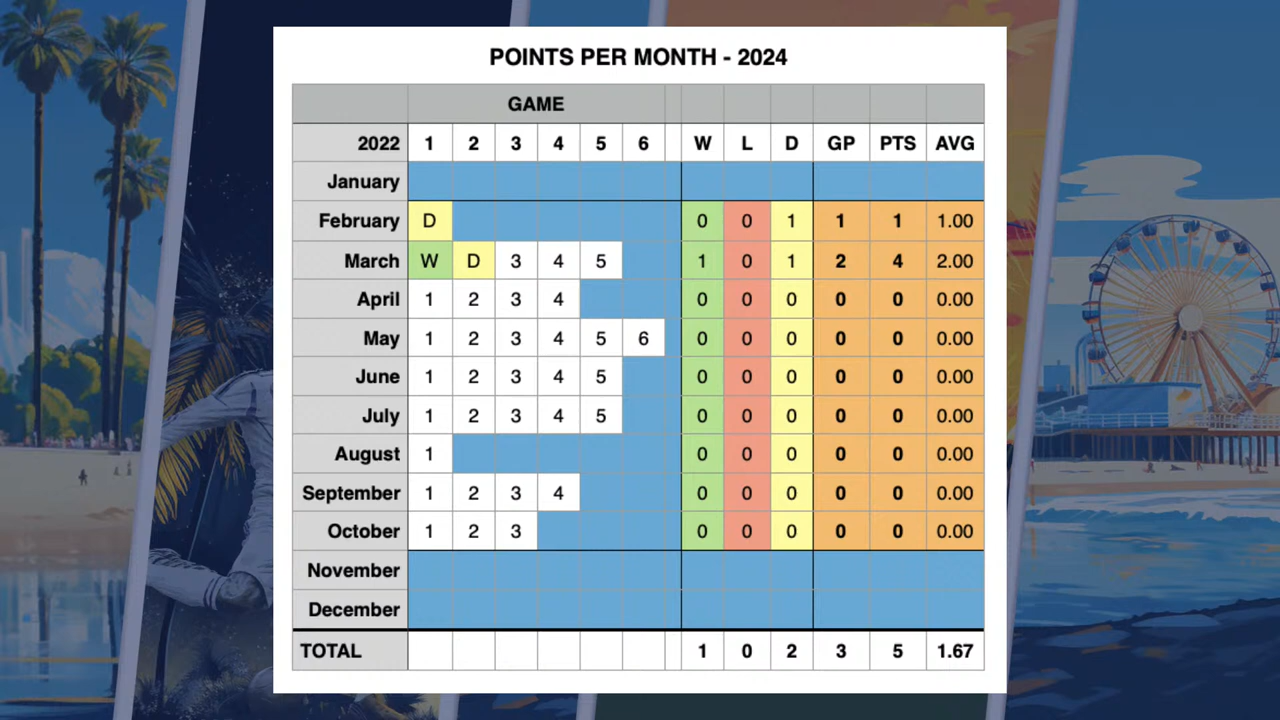 POINTS PER MONTH - 2024
GAME
2022 1 2 3 4 5 6 W L D GP PTS AVG
January
February D 0 0 1 1 1 1.00
March W D 3 4 5 1 0 1 2 4 2.00
April 1 2 3 4 0 0 0 0 0 0.00
May 1 2 3 4 5 6 0 0 0 0 0 0.00
June 1 2 3 4 5 0 0 0 0 0 0.00
July 1 2 3 4 5 0 0 0 0 0 0.00
August 1 0 0 0 0 0 0.00
September 1 2 3 4 0 0 0 0 0 0.00
October 1 2 3 0 0 0 0 0 0.00
November
December
TOTAL 1 0 2 3 5 1.67